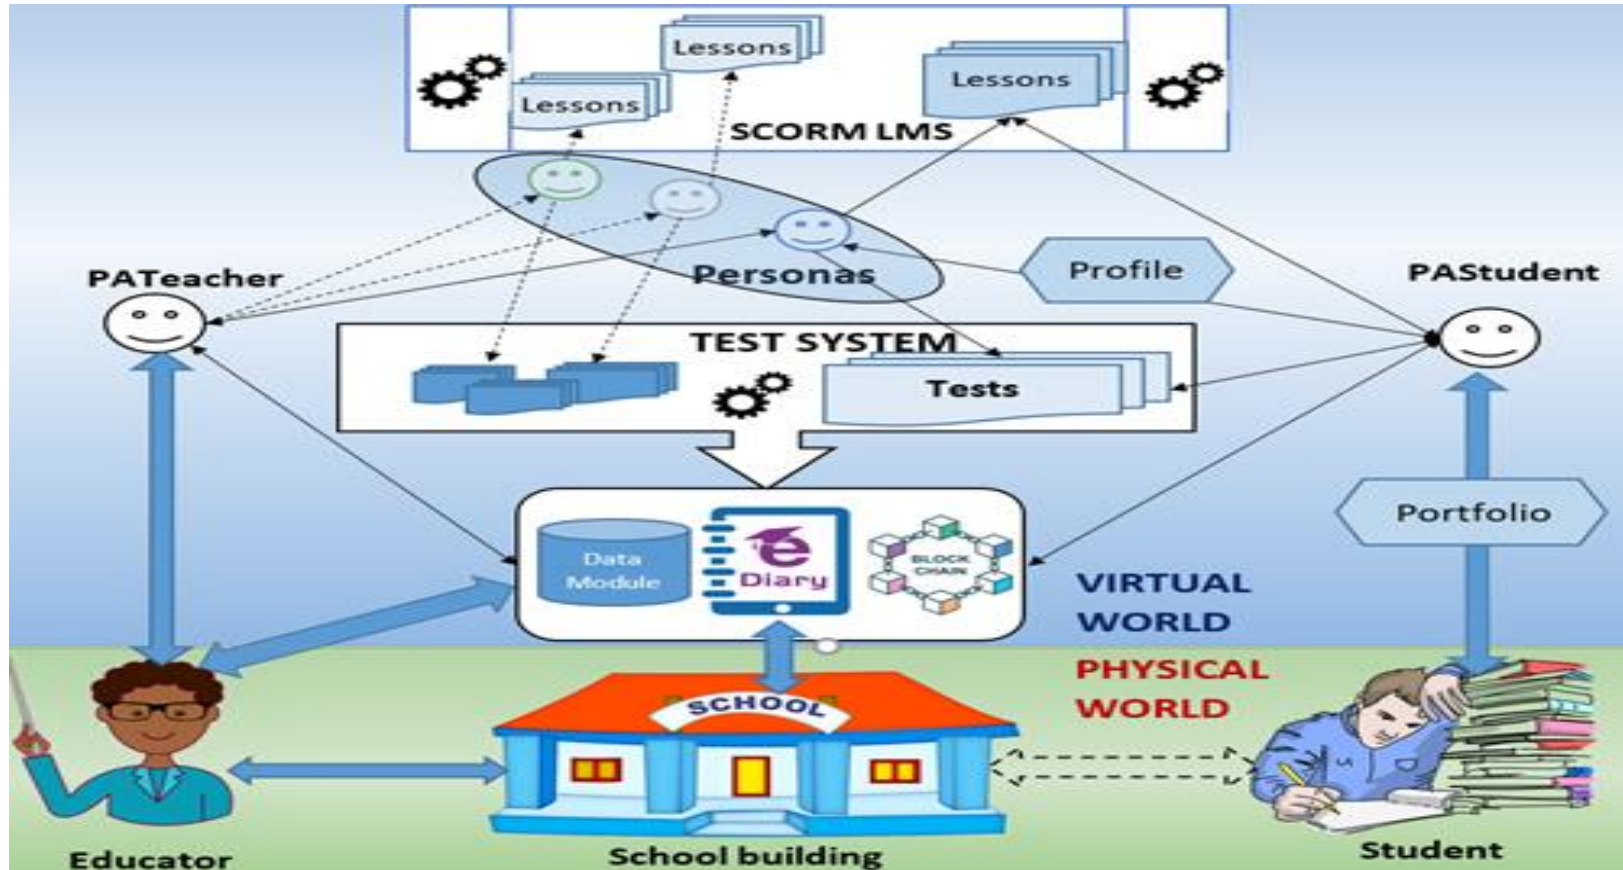 Lessons
Lessons
Lessons
SCORM LMS
PATeacher
Personas
Profile
PAStudent
TEST SYSTEM
Tests
Data
Module
e
Diary
BLOCK
CHAIN
Portfolio
VIRTUAL
WORLD
PHYSICAL
WORLD
SCHOOL
Educator
School building
Student